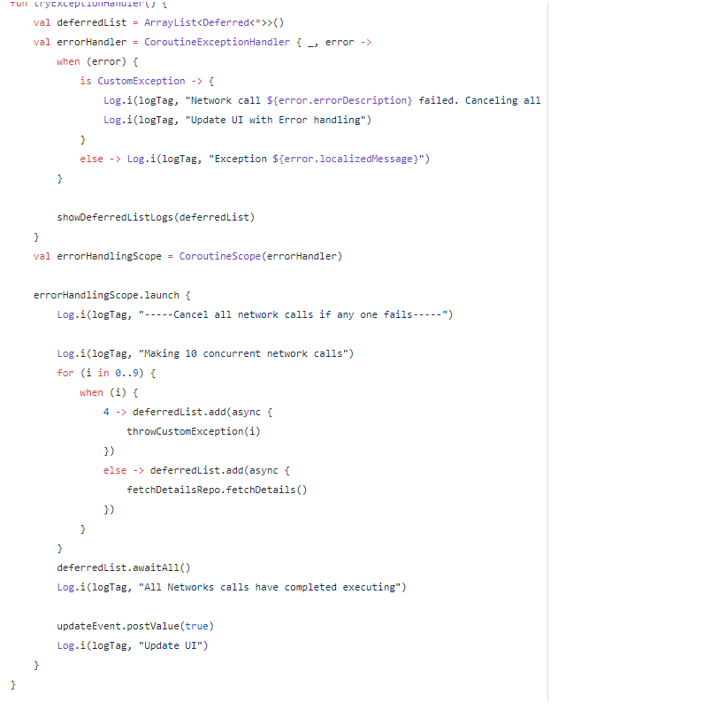 fun tryExceptionHandler() {
    val deferredList = ArrayList<Deferred<*>>()
    val errorHandler = CoroutineExceptionHandler { _, error ->
        when (error) {
            is CustomException -> {
                Log.i(logTag, "Network call ${error.errorDescription} failed. Canceling all
                Log.i(logTag, "Update UI with Error handling")
            }
            else -> Log.i(logTag, "Exception ${error.localizedMessage}")
        }

        showDeferredListLogs(deferredList)
    }
    val errorHandlingScope = CoroutineScope(errorHandler)

    errorHandlingScope.launch {
        Log.i(logTag, "-----Cancel all network calls if any one fails-----")

        Log.i(logTag, "Making 10 concurrent network calls")
        for (i in 0..9) {
            when (i) {
                4 -> deferredList.add(async {
                    throwCustomException(i)
                })
                else -> deferredList.add(async {
                    fetchDetailsRepo.fetchDetails()
                })
            }
        }
        deferredList.awaitAll()
        Log.i(logTag, "All Networks calls have completed executing")

        updateEvent.postValue(true)
        Log.i(logTag, "Update UI")
    }
}